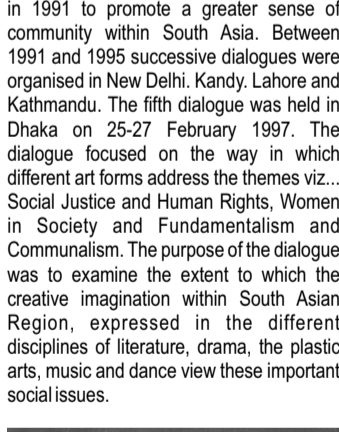 in 1991 to promote a greater sense of
community within South Asia. Between
1991 and 1995 successive dialogues were
organised in New Delhi. Kandy. Lahore and
Kathmandu. The fifth dialogue was held in
Dhaka on 25-27 February 1997. The
dialogue focused on the way in which
different art forms address the themes viz...
Social Justice and Human Rights, Women
in Society and Fundamentalism and
Communalism. The purpose of the dialogue
was to examine the extent to which the
creative imagination within South Asian
Region, expressed in the different
disciplines of literature, drama, the plastic
arts, music and dance view these important
social issues.